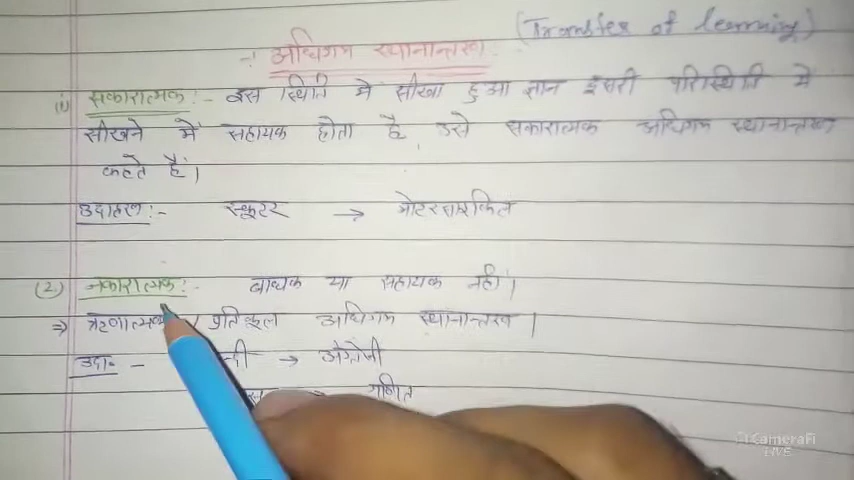 (Transfer of learning)
-: अधिगम स्थानान्तरण
(1) सकारात्मक :- इस स्थिति में सीखा हुआ ज्ञान दूसरी परिस्थिति में
सीखने में सहायक होता है, उसे सकारात्मक अधिगम स्थानान्तरण
कहते हैं।
उदाहरण :- स्कूटर → मोटरसाइकिल
(2) नकारात्मक :- बाधक या सहायक नहीं।
⇒ ऋणात्मक / प्रतिकूल अधिगम स्थानान्तरण।
उदा॰ - → अंग्रेजी
→ गणित
CameraFi
LIVE